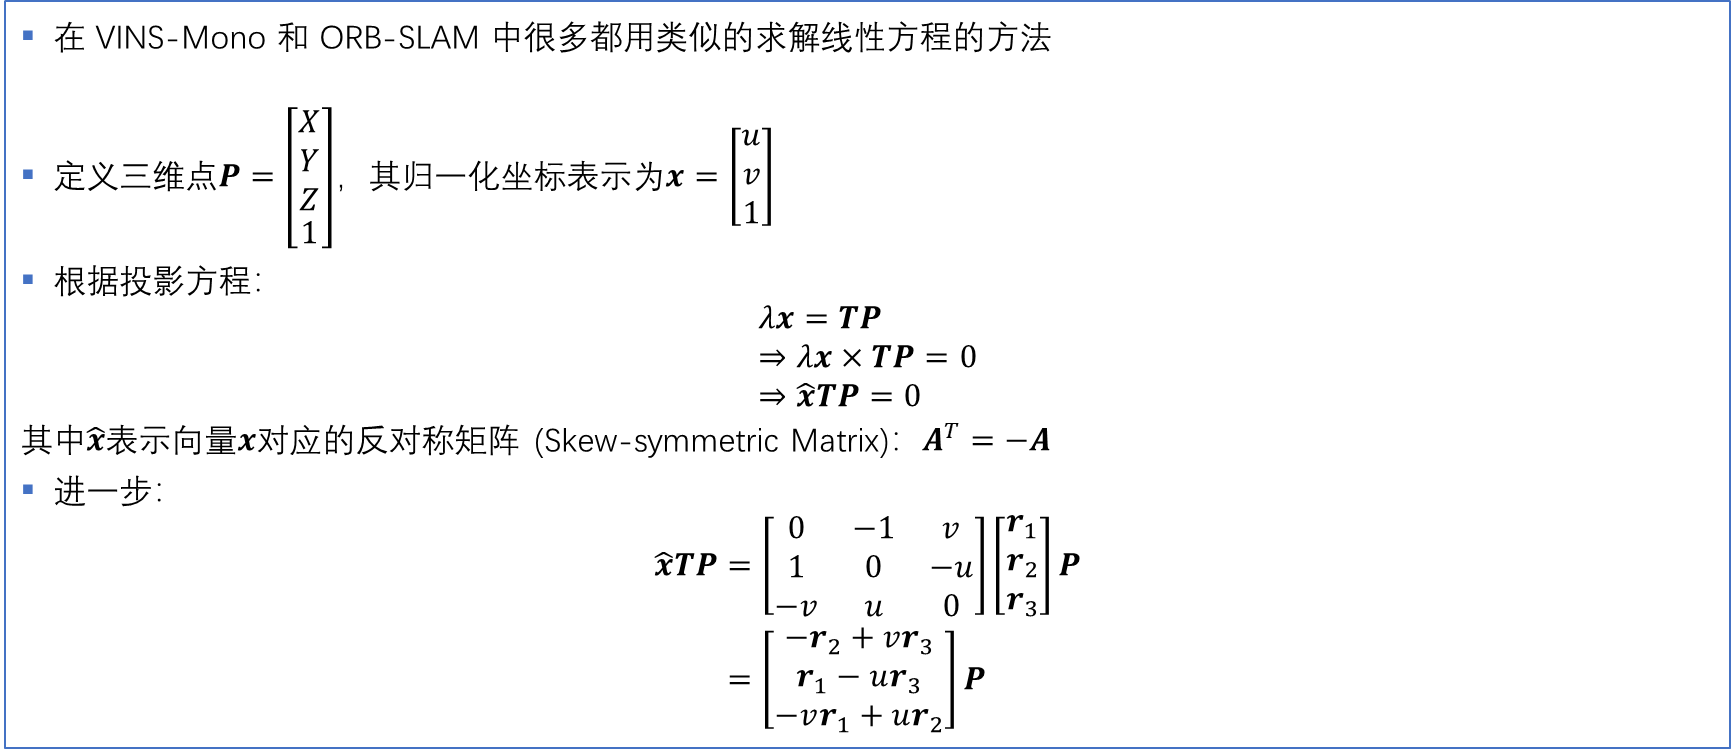 ▪ 在 VINS-Mono 和 ORB-SLAM 中很多都用类似的求解线性方程的方法
▪ 定义三维点𝑷 = [X Y Z 1], 其归一化坐标表示为𝒙 = [u v 1]
▪ 根据投影方程:
λ𝒙 = 𝑻𝑷
⇒ λ𝒙 × 𝑻𝑷 = 0
⇒ 𝒙̂𝑻𝑷 = 0
其中𝒙̂表示向量𝒙对应的反对称矩阵 (Skew-symmetric Matrix): 𝑨ᵀ = −𝑨
▪ 进一步:
𝒙̂𝑻𝑷 = [0 −1 v; 1 0 −u; −v u 0] [𝒓₁; 𝒓₂; 𝒓₃] 𝑷
= [−𝒓₂ + v𝒓₃; 𝒓₁ − u𝒓₃; −v𝒓₁ + u𝒓₂] 𝑷